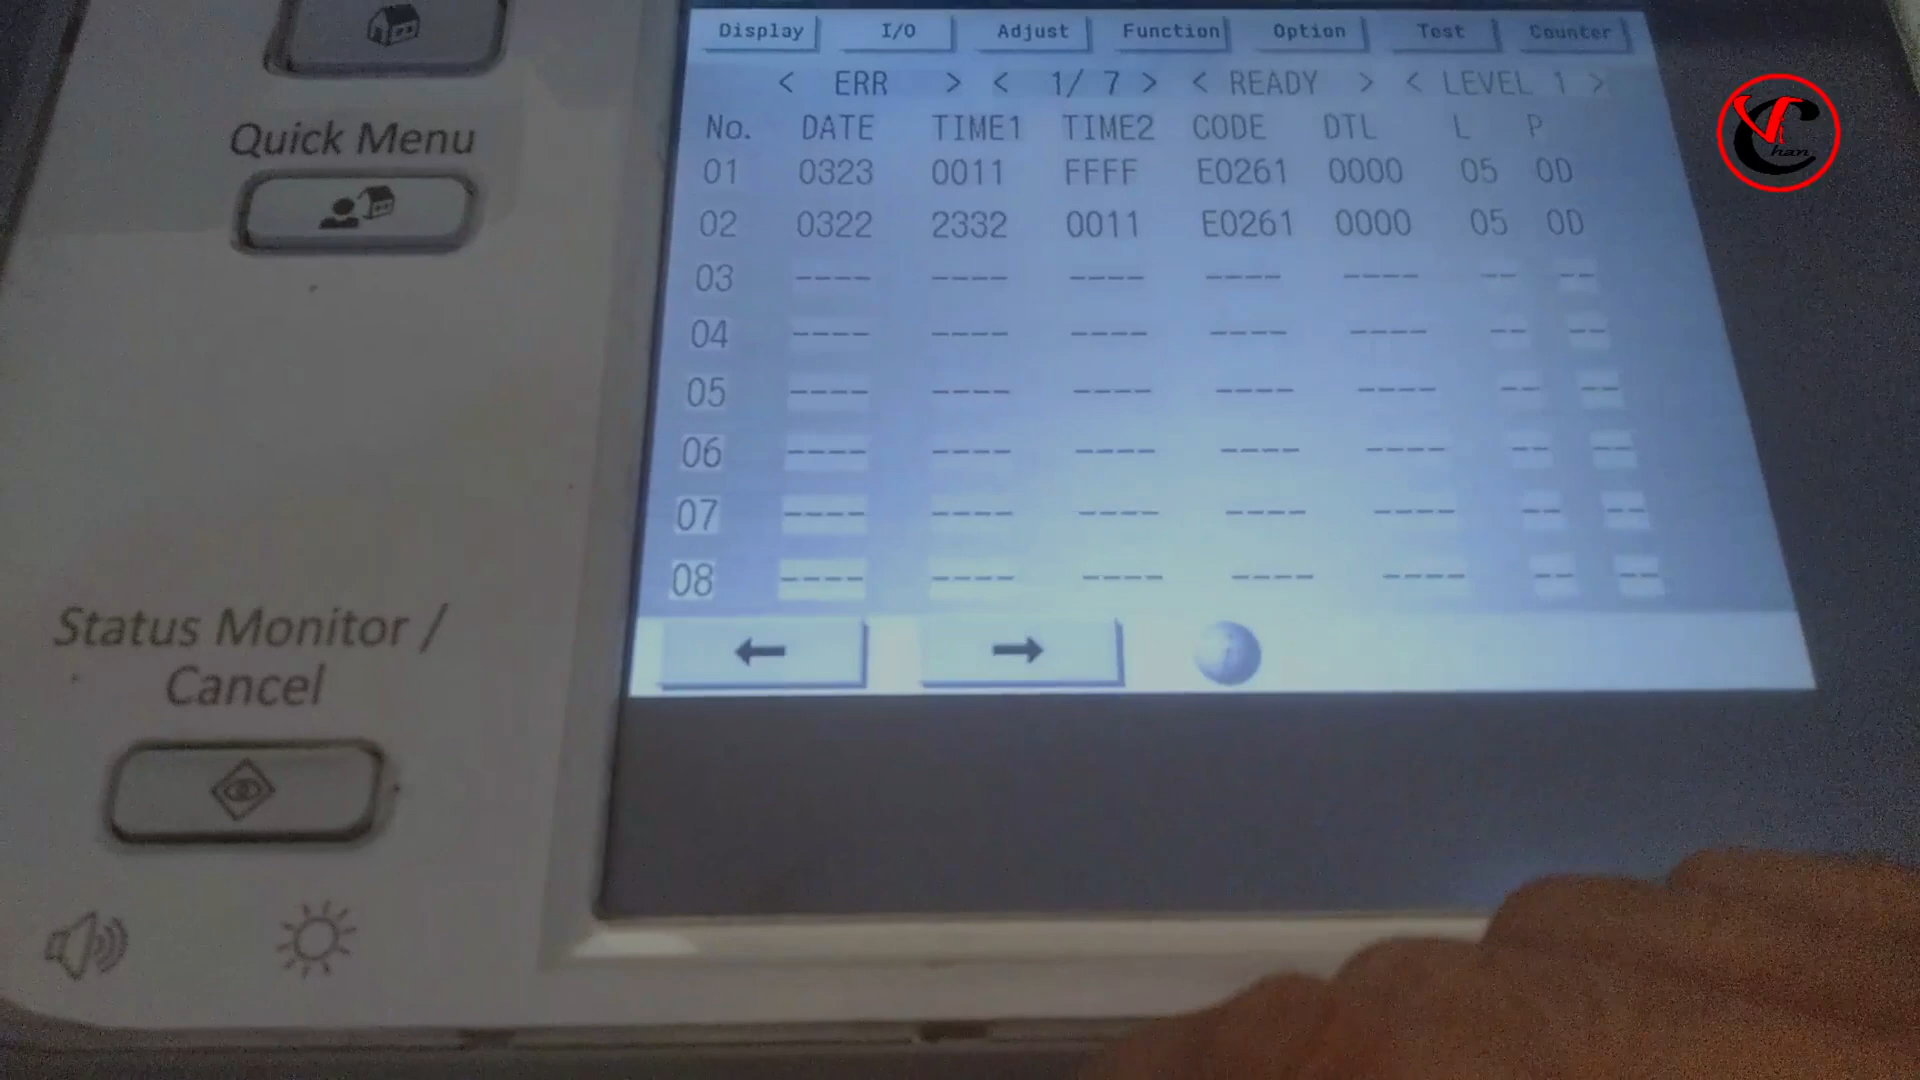 Display I/O Adjust Function Option Test Counter
< ERR > < 1/ 7 > < READY > < LEVEL 1 >
No. DATE TIME1 TIME2 CODE DTL L P
01 0323 0011 FFFF E0261 0000 05 0D
02 0322 2332 0011 E0261 0000 05 0D
03 ---- ---- ---- ---- ---- -- --
04 ---- ---- ---- ---- ---- -- --
05 ---- ---- ---- ---- ---- -- --
06 ---- ---- ---- ---- ---- -- --
07 ---- ---- ---- ---- ---- -- --
08 ---- ---- ---- ---- ---- -- --
Quick Menu
Status Monitor /
Cancel
VChan